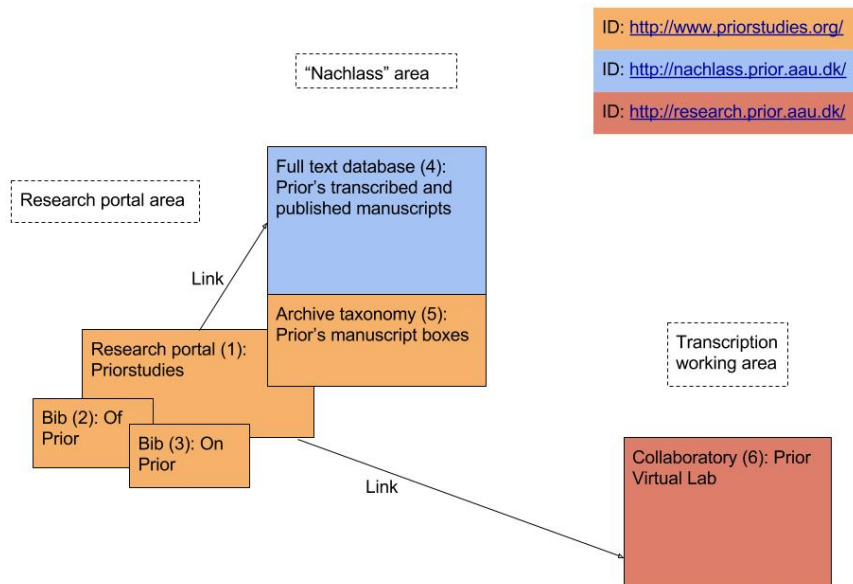 ID: http://www.priorstudies.org/
ID: http://nachlass.prior.aau.dk/
ID: http://research.prior.aau.dk/
“Nachlass” area
Research portal area
Full text database (4):
Prior’s transcribed and
published manuscripts
Link
Archive taxonomy (5):
Prior’s manuscript boxes
Research portal (1):
Priorstudies
Bib (2): Of
Prior
Bib (3): On
Prior
Transcription
working area
Link
Collaboratory (6): Prior
Virtual Lab